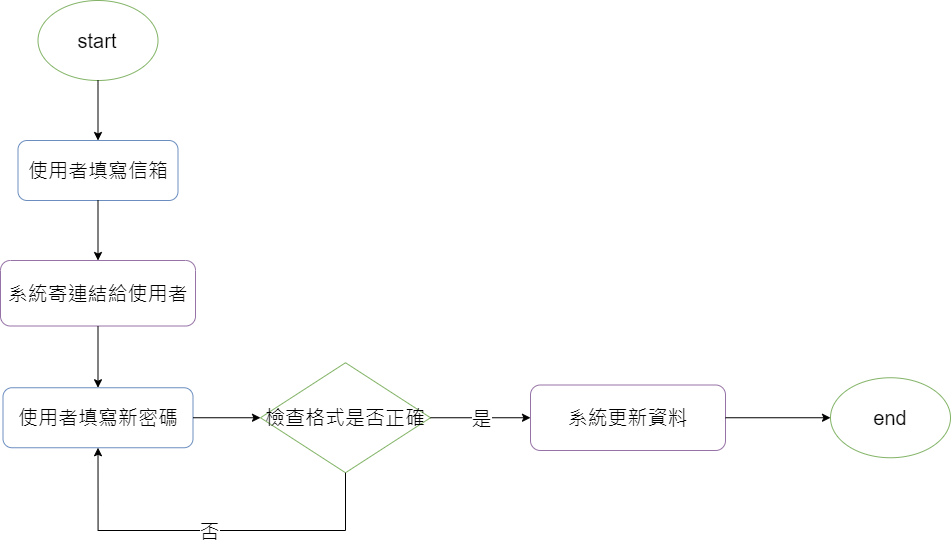 start
使用者填寫信箱
系統寄連結給使用者
使用者填寫新密碼
檢查格式是否正確
是
系統更新資料
end
否